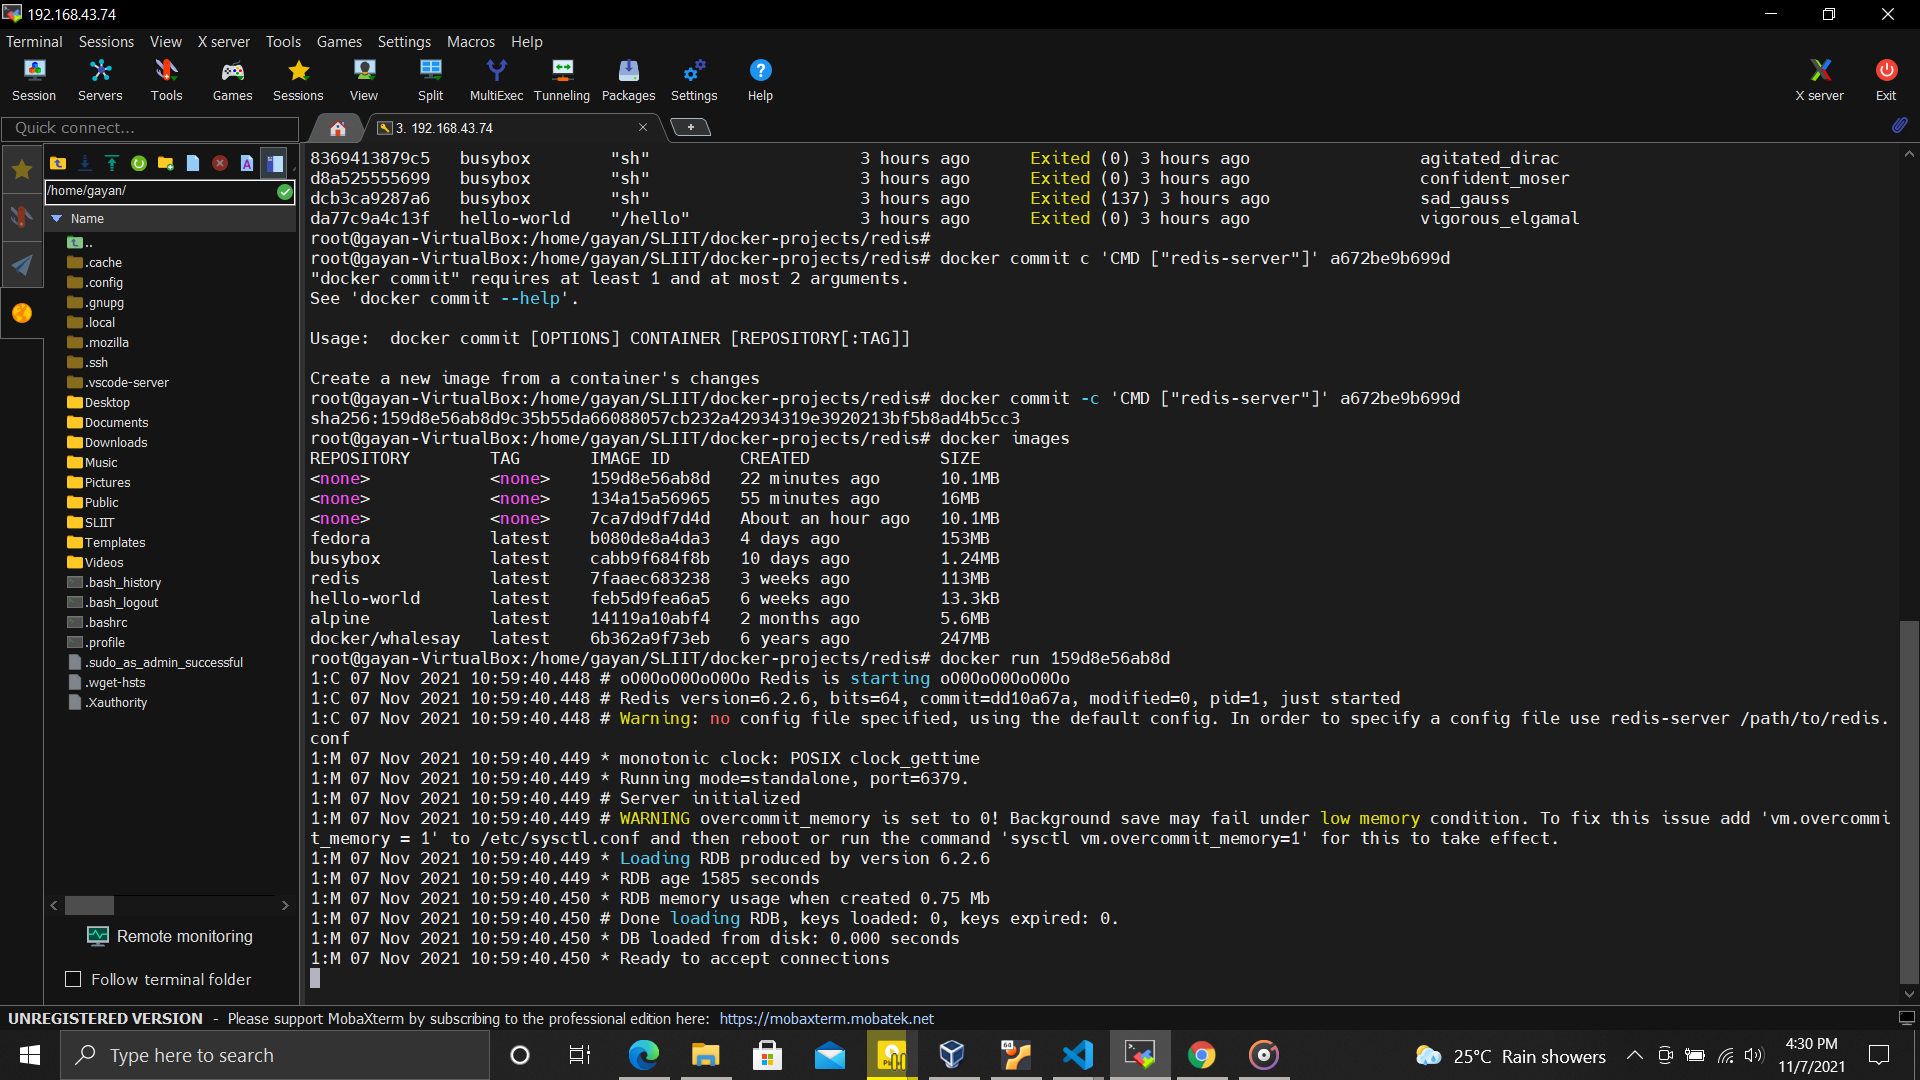 192.168.43.74
Terminal Sessions View X server Tools Games Settings Macros Help
Session Servers Tools Games Sessions View Split MultiExec Tunneling Packages Settings Help X server Exit
Quick connect...
3. 192.168.43.74
/home/gayan/
Name
..
.cache
.config
.gnupg
.local
.mozilla
.ssh
.vscode-server
Desktop
Documents
Downloads
Music
Pictures
Public
SLIIT
Templates
Videos
.bash_history
.bash_logout
.bashrc
.profile
.sudo_as_admin_successful
.wget-hsts
.Xauthority
Remote monitoring
Follow terminal folder
8369413879c5 busybox "sh" 3 hours ago Exited (0) 3 hours ago agitated_dirac
d8a525555699 busybox "sh" 3 hours ago Exited (0) 3 hours ago confident_moser
dcb3ca9287a6 busybox "sh" 3 hours ago Exited (137) 3 hours ago sad_gauss
da77c9a4c13f hello-world "/hello" 3 hours ago Exited (0) 3 hours ago vigorous_elgamal
root@gayan-VirtualBox:/home/gayan/SLIIT/docker-projects/redis#
root@gayan-VirtualBox:/home/gayan/SLIIT/docker-projects/redis# docker commit c 'CMD ["redis-server"]' a672be9b699d
"docker commit" requires at least 1 and at most 2 arguments.
See 'docker commit --help'.
Usage:  docker commit [OPTIONS] CONTAINER [REPOSITORY[:TAG]]
Create a new image from a container's changes
root@gayan-VirtualBox:/home/gayan/SLIIT/docker-projects/redis# docker commit -c 'CMD ["redis-server"]' a672be9b699d
sha256:159d8e56ab8d9c35b55da66088057cb232a42934319e3920213bf5b8ad4b5cc3
root@gayan-VirtualBox:/home/gayan/SLIIT/docker-projects/redis# docker images
REPOSITORY TAG IMAGE ID CREATED SIZE
<none> <none> 159d8e56ab8d 22 minutes ago 10.1MB
<none> <none> 134a15a56965 55 minutes ago 16MB
<none> <none> 7ca7d9df7d4d About an hour ago 10.1MB
fedora latest b080de8a4da3 4 days ago 153MB
busybox latest cabb9f684f8b 10 days ago 1.24MB
redis latest 7faaec683238 3 weeks ago 113MB
hello-world latest feb5d9fea6a5 6 weeks ago 13.3kB
alpine latest 14119a10abf4 2 months ago 5.6MB
docker/whalesay latest 6b362a9f73eb 6 years ago 247MB
root@gayan-VirtualBox:/home/gayan/SLIIT/docker-projects/redis# docker run 159d8e56ab8d
1:C 07 Nov 2021 10:59:40.448 # oO0OoO0OoO0Oo Redis is starting oO0OoO0OoO0Oo
1:C 07 Nov 2021 10:59:40.448 # Redis version=6.2.6, bits=64, commit=dd10a67a, modified=0, pid=1, just started
1:C 07 Nov 2021 10:59:40.448 # Warning: no config file specified, using the default config. In order to specify a config file use redis-server /path/to/redis.
conf
1:M 07 Nov 2021 10:59:40.449 * monotonic clock: POSIX clock_gettime
1:M 07 Nov 2021 10:59:40.449 * Running mode=standalone, port=6379.
1:M 07 Nov 2021 10:59:40.449 # Server initialized
1:M 07 Nov 2021 10:59:40.449 # WARNING overcommit_memory is set to 0! Background save may fail under low memory condition. To fix this issue add 'vm.overcommi
t_memory = 1' to /etc/sysctl.conf and then reboot or run the command 'sysctl vm.overcommit_memory=1' for this to take effect.
1:M 07 Nov 2021 10:59:40.449 * Loading RDB produced by version 6.2.6
1:M 07 Nov 2021 10:59:40.449 * RDB age 1585 seconds
1:M 07 Nov 2021 10:59:40.450 * RDB memory usage when created 0.75 Mb
1:M 07 Nov 2021 10:59:40.450 # Done loading RDB, keys loaded: 0, keys expired: 0.
1:M 07 Nov 2021 10:59:40.450 * DB loaded from disk: 0.000 seconds
1:M 07 Nov 2021 10:59:40.450 * Ready to accept connections
UNREGISTERED VERSION - Please support MobaXterm by subscribing to the professional edition here: https://mobaxterm.mobatek.net
Type here to search
25°C Rain showers
4:30 PM
11/7/2021